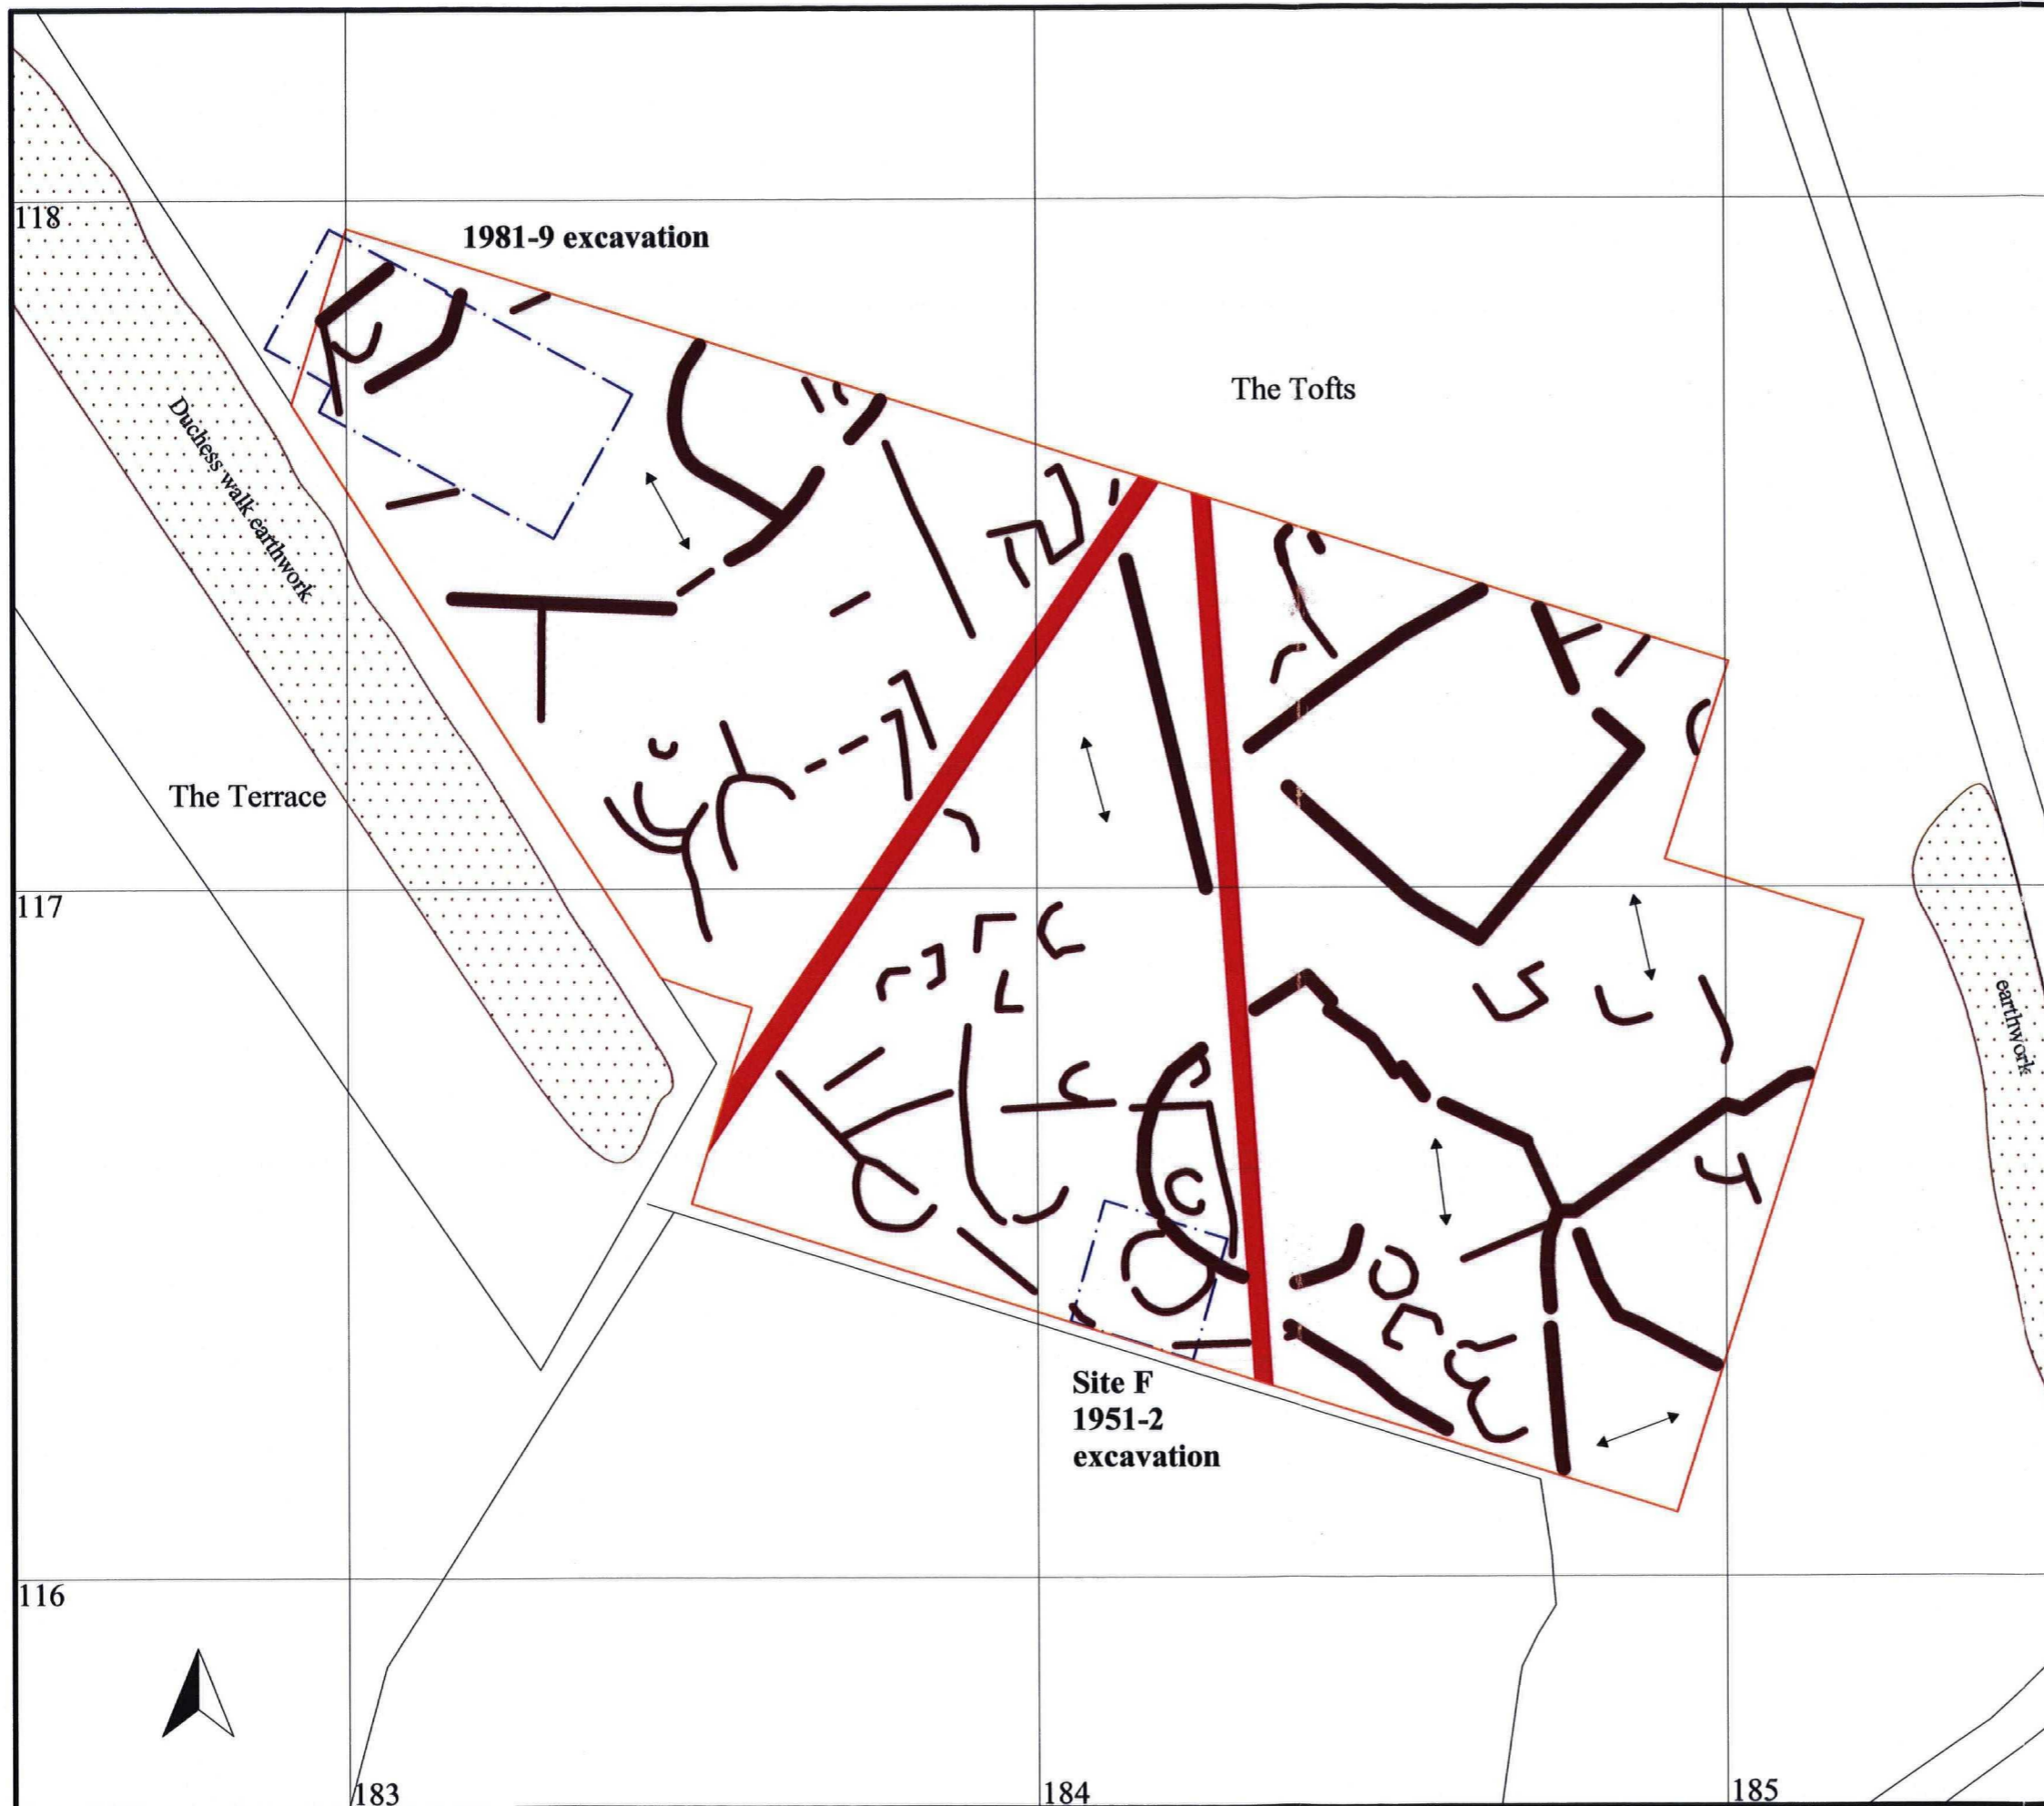 118
1981-9 excavation
The Tofts
Duchess walk earthwork
The Terrace
117
earthwork
Site F
1951-2
excavation
116
183
184
185